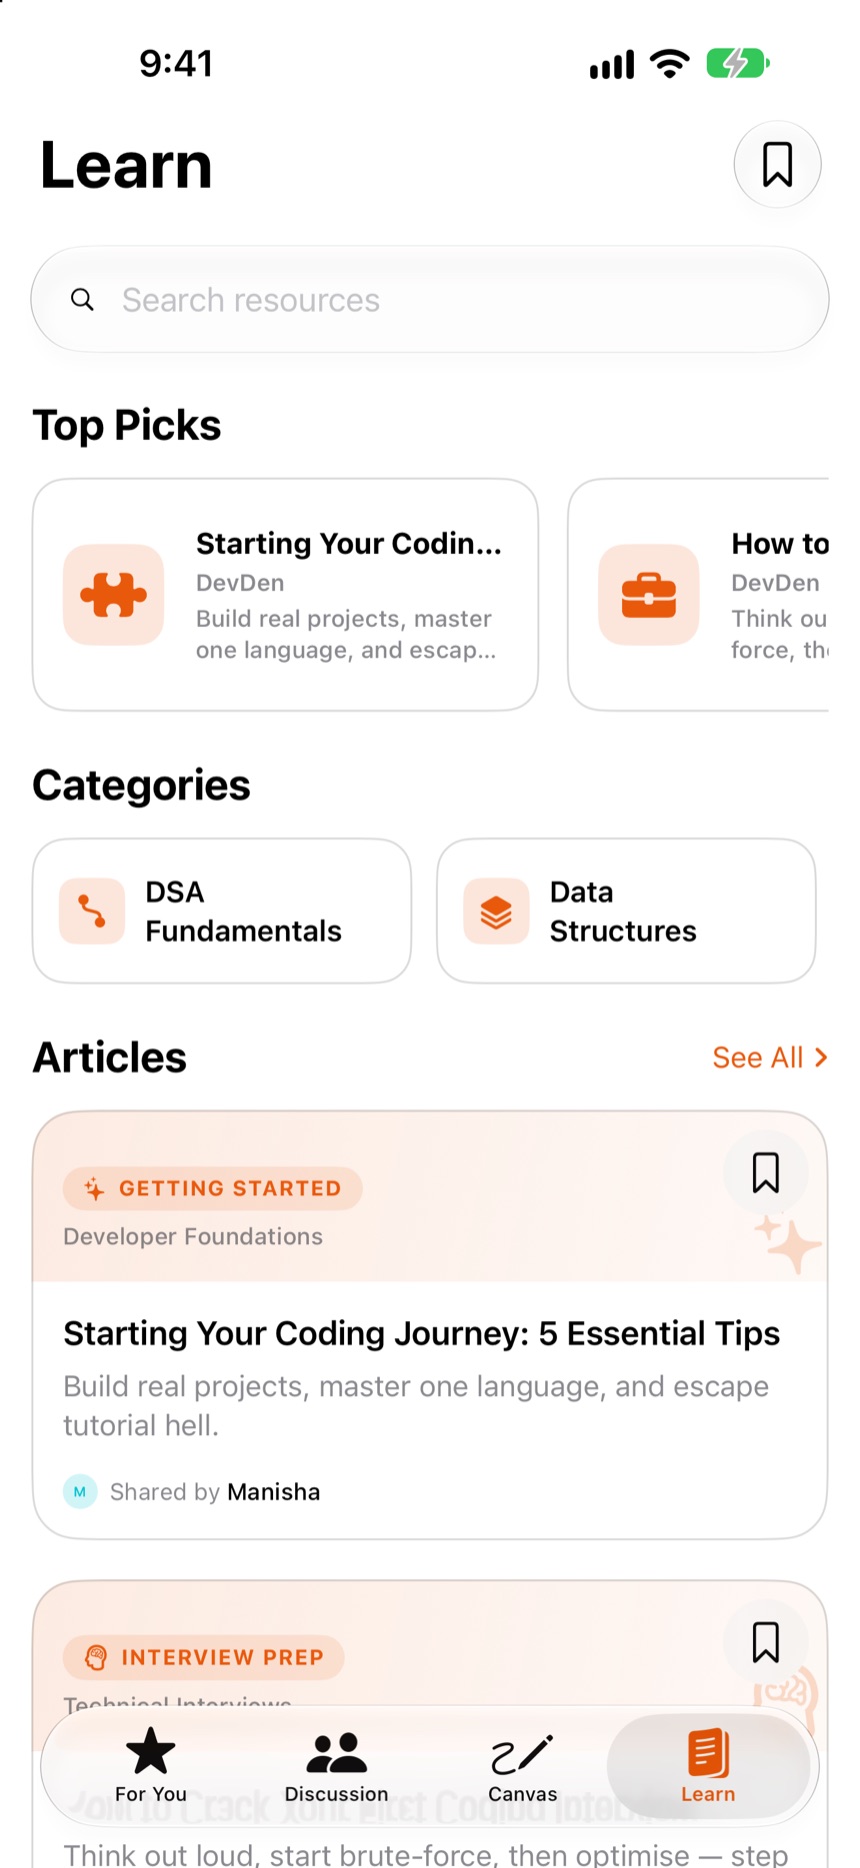 9:41
Learn
Search resources
Top Picks
Starting Your Codin...
DevDen
Build real projects, master
one language, and escap...
How to
DevDen
Think ou
force, th
Categories
DSA
Fundamentals
Data
Structures
Articles
See All
GETTING STARTED
Developer Foundations
Starting Your Coding Journey: 5 Essential Tips
Build real projects, master one language, and escape
tutorial hell.
M
Shared by Manisha
INTERVIEW PREP
Technical Interviews
For You
Discussion
Canvas
Learn
Think out loud, start brute-force, then optimise — step